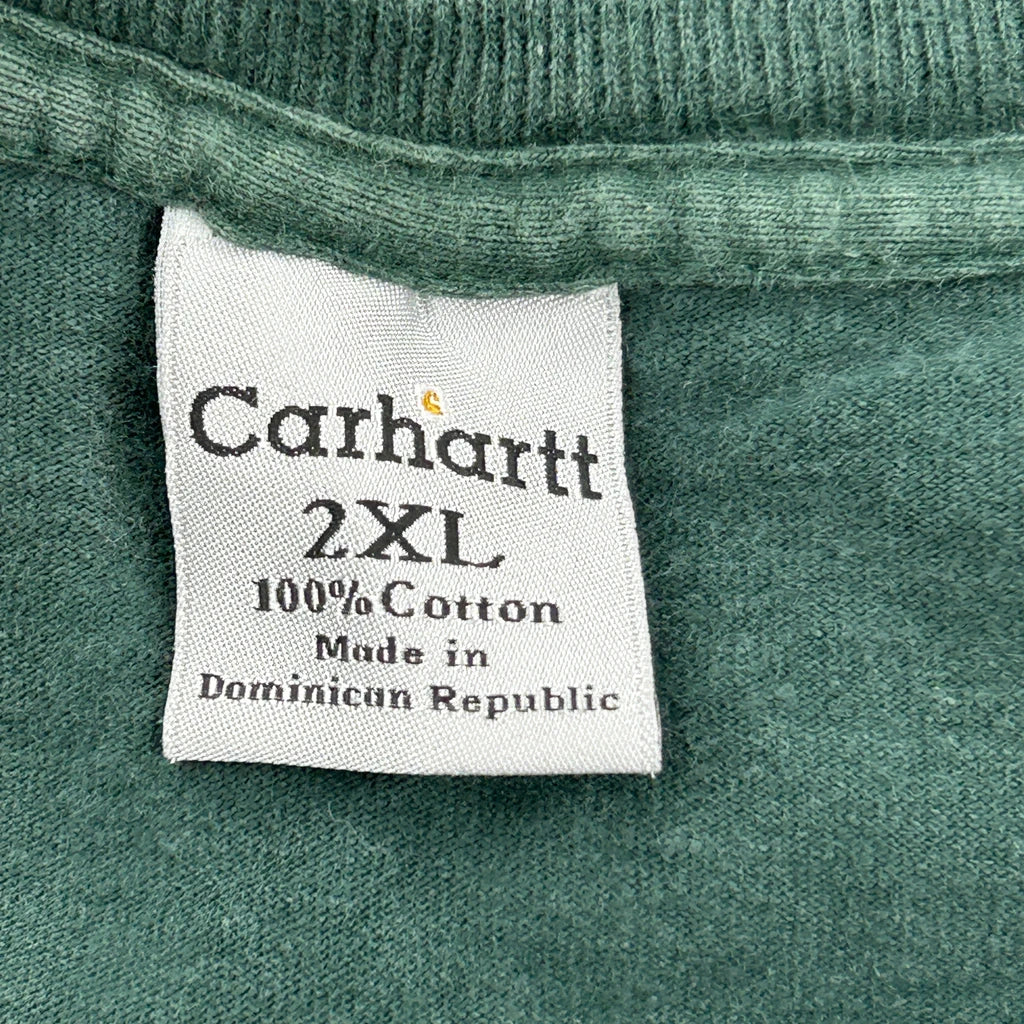 Carhartt
2XL
100% Cotton
Made in
Dominican Republic